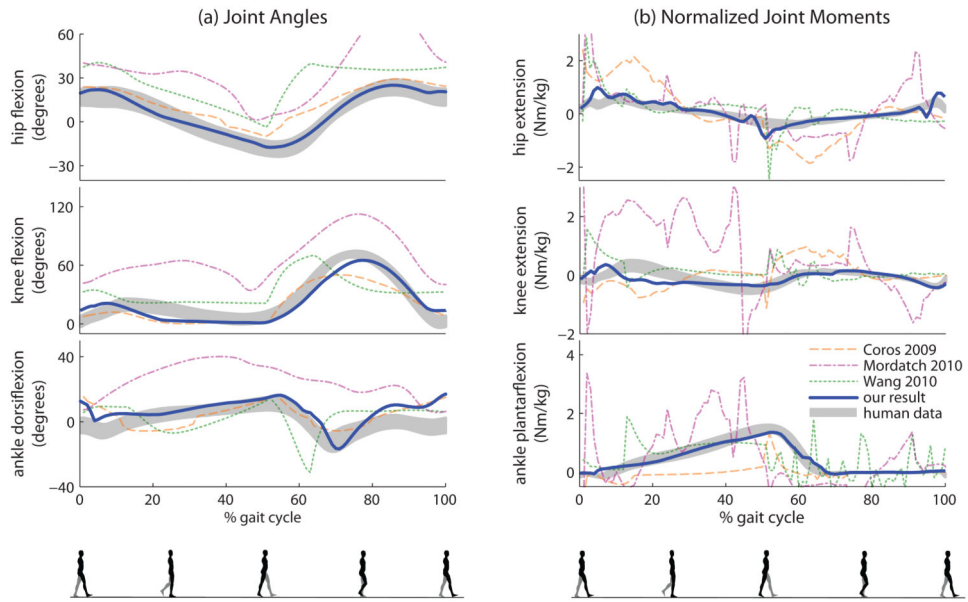 (a) Joint Angles
hip flexion
(degrees)
60
30
0
−30
knee flexion
(degrees)
120
60
0
ankle dorsiflexion
(degrees)
40
0
−40
0 20 40 60 80 100
% gait cycle
(b) Normalized Joint Moments
hip extension
(Nm/kg)
2
0
−2
knee extension
(Nm/kg)
2
0
−2
ankle plantarflexion
(Nm/kg)
4
2
0
Coros 2009
Mordatch 2010
Wang 2010
our result
human data
0 20 40 60 80 100
% gait cycle